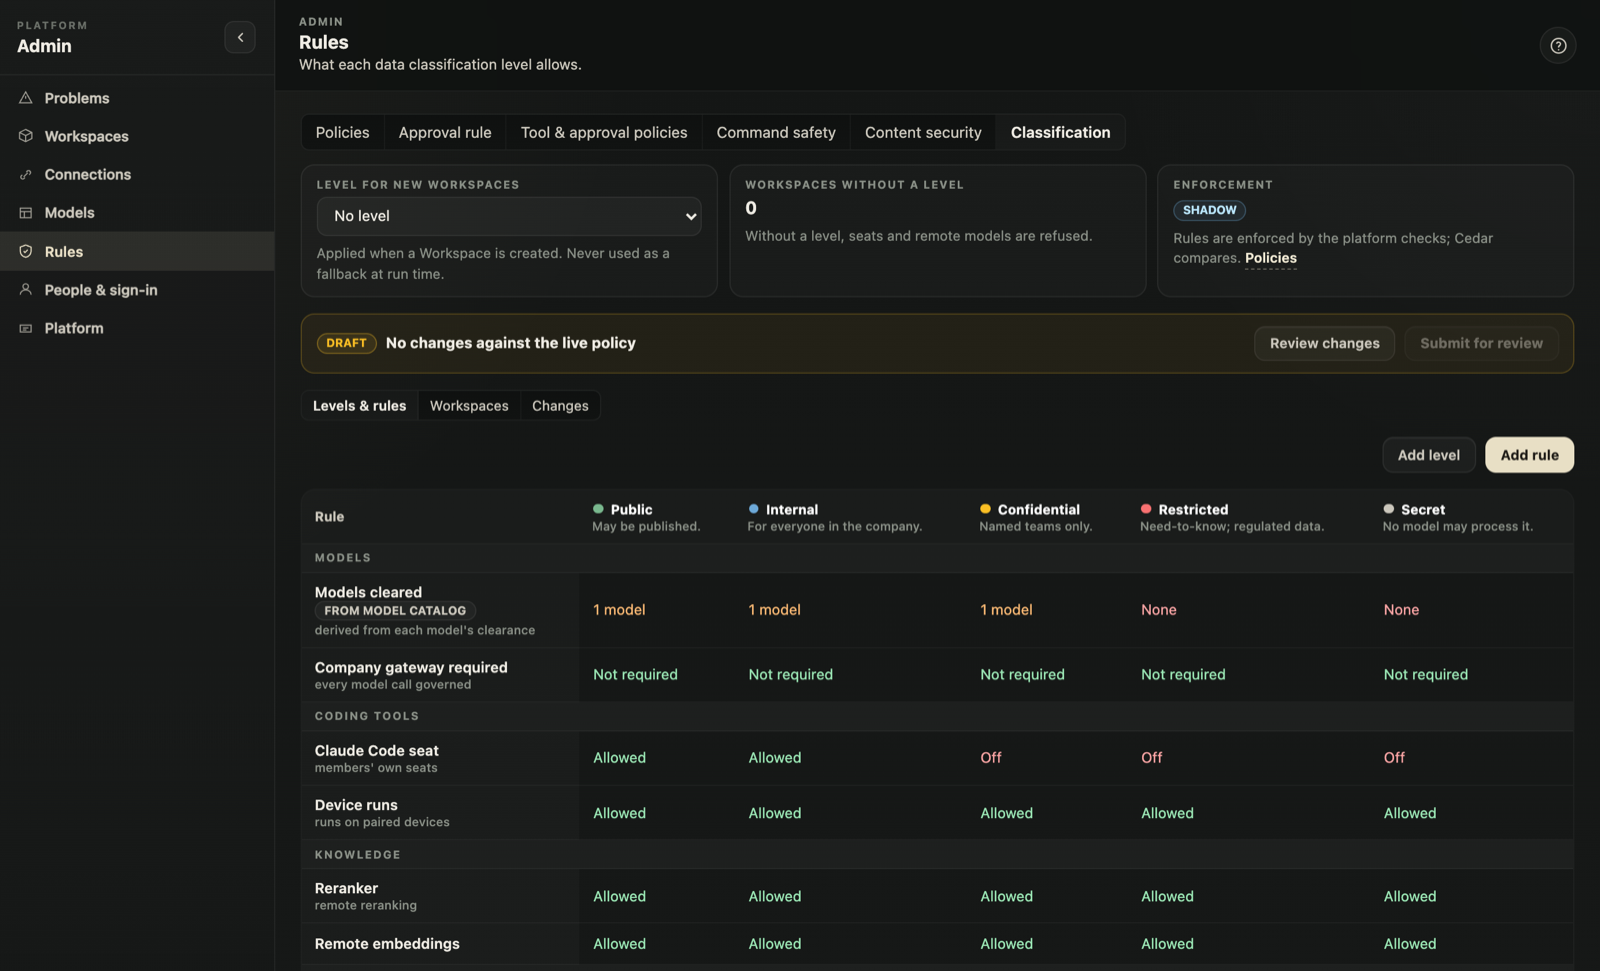 PLATFORM
Admin
Problems
Workspaces
Connections
Models
Rules
People & sign-in
Platform
ADMIN
Rules
What each data classification level allows.
Policies
Approval rule
Tool & approval policies
Command safety
Content security
Classification
LEVEL FOR NEW WORKSPACES
No level
Applied when a Workspace is created. Never used as a
fallback at run time.
WORKSPACES WITHOUT A LEVEL
0
Without a level, seats and remote models are refused.
ENFORCEMENT
SHADOW
Rules are enforced by the platform checks; Cedar
compares. Policies
DRAFT No changes against the live policy
Review changes
Submit for review
Levels & rules
Workspaces
Changes
Add level
Add rule
Rule
Public
May be published.
Internal
For everyone in the company.
Confidential
Named teams only.
Restricted
Need-to-know; regulated data.
Secret
No model may process it.
MODELS
Models cleared
FROM MODEL CATALOG
derived from each model's clearance
1 model
1 model
1 model
None
None
Company gateway required
every model call governed
Not required
Not required
Not required
Not required
Not required
CODING TOOLS
Claude Code seat
members' own seats
Allowed
Allowed
Off
Off
Off
Device runs
runs on paired devices
Allowed
Allowed
Allowed
Allowed
Allowed
KNOWLEDGE
Reranker
remote reranking
Allowed
Allowed
Allowed
Allowed
Allowed
Remote embeddings
Allowed
Allowed
Allowed
Allowed
Allowed